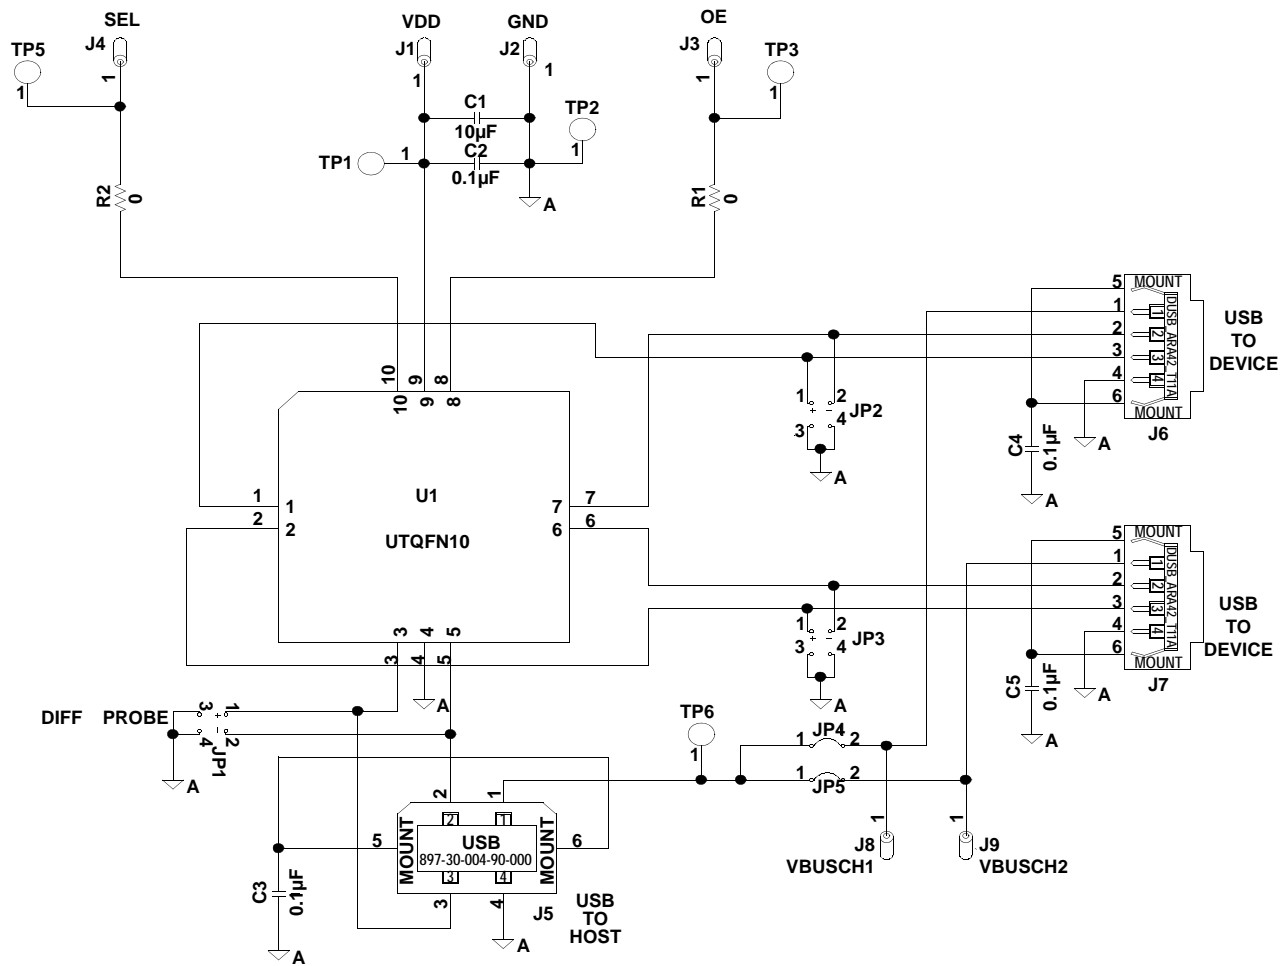 SEL
VDD
GND
OE
J4
J1
J2
J3
TP5
TP3
1
1
1
1
1
1
C1
10µF
TP2
1
C2
0.1µF
TP1
1
A
R2
0
R1
0
10
9
8
10
9
8
1
1
2
2
U1
UTQFN10
7
7
6
6
3
4
5
3
4
5
A
5
1
2
3
4
6
MOUNT
1
2
3
4
DUSB_ARA42_T11A
MOUNT
J6
USB
TO
DEVICE
1
2
+
–
3
4
JP2
A
C4
0.1µF
A
A
5
1
2
3
4
6
MOUNT
1
2
3
4
DUSB_ARA42_T11A
MOUNT
J7
USB
TO
DEVICE
1
2
+
–
3
4
JP3
A
C5
0.1µF
A
A
DIFF PROBE
3
1
+
–
4
2
JP1
A
TP6
1
1
JP4
2
1
JP5
2
1
J8
VBUSCH1
1
J9
VBUSCH2
2
1
5
6
MOUNT
2
1
USB
897-30-004-90-000
3
4
MOUNT
3
4
J5
USB
TO
HOST
C3
0.1µF
A
A